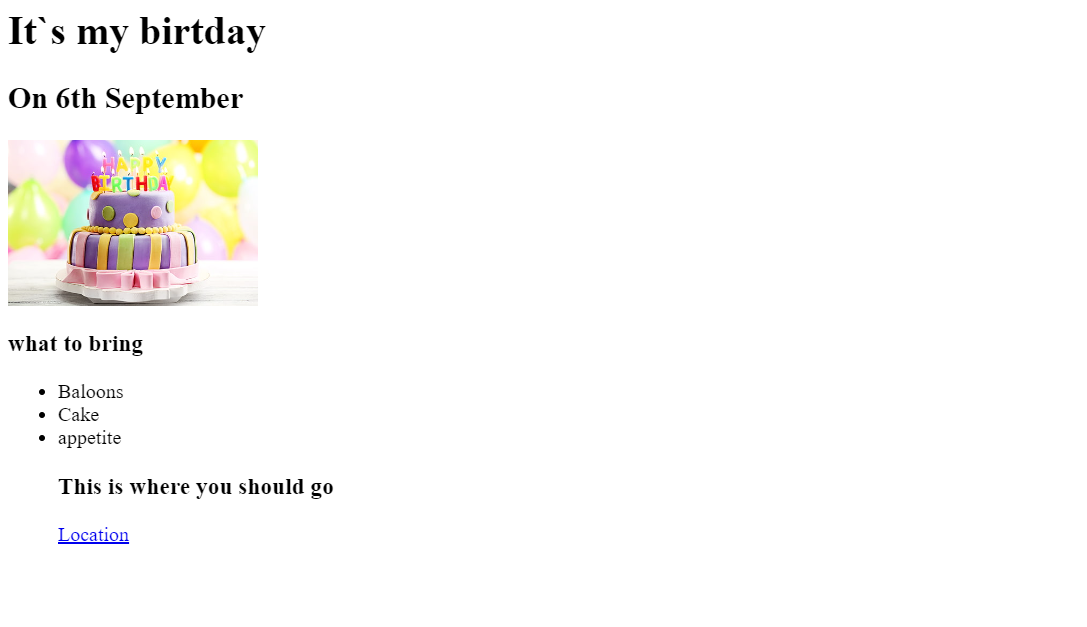 It`s my birtday
On 6th September
HAPPY
BIRTHDAY
what to bring
Baloons
Cake
appetite
This is where you should go
Location